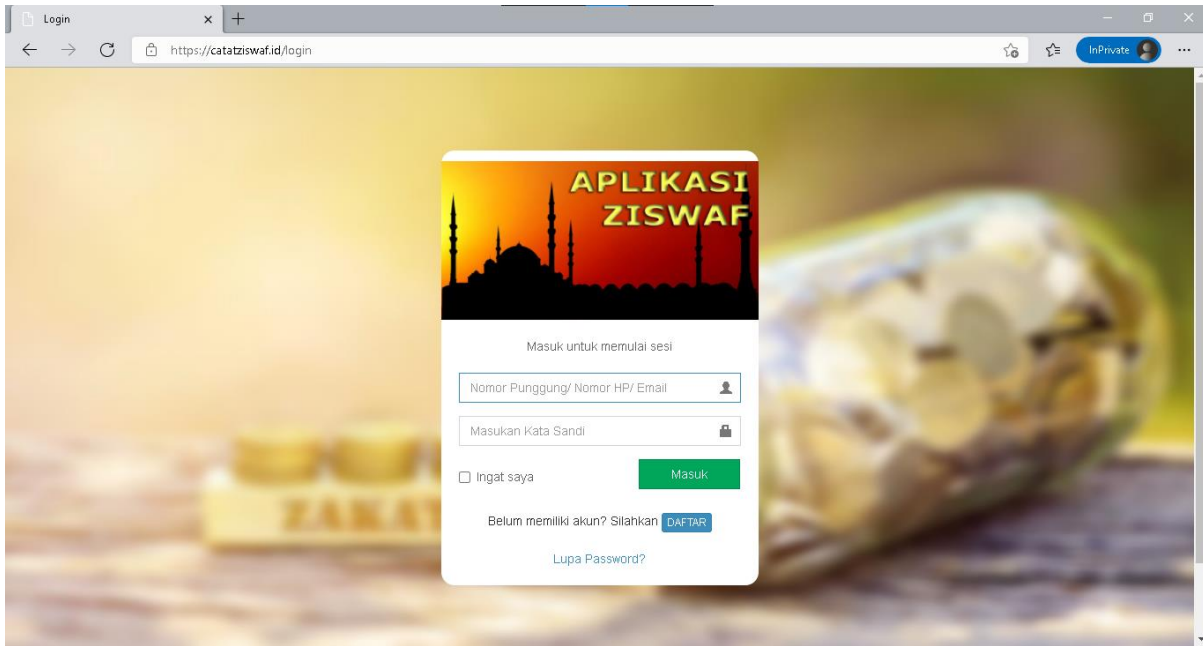 Login
https://catatziswaf.id/login
InPrivate
APLIKASI
ZISWAF
Masuk untuk memulai sesi
Nomor Punggung/ Nomor HP/ Email
Masukan Kata Sandi
Ingat saya
Masuk
Belum memiliki akun? Silahkan DAFTAR
Lupa Password?
ZAKAT